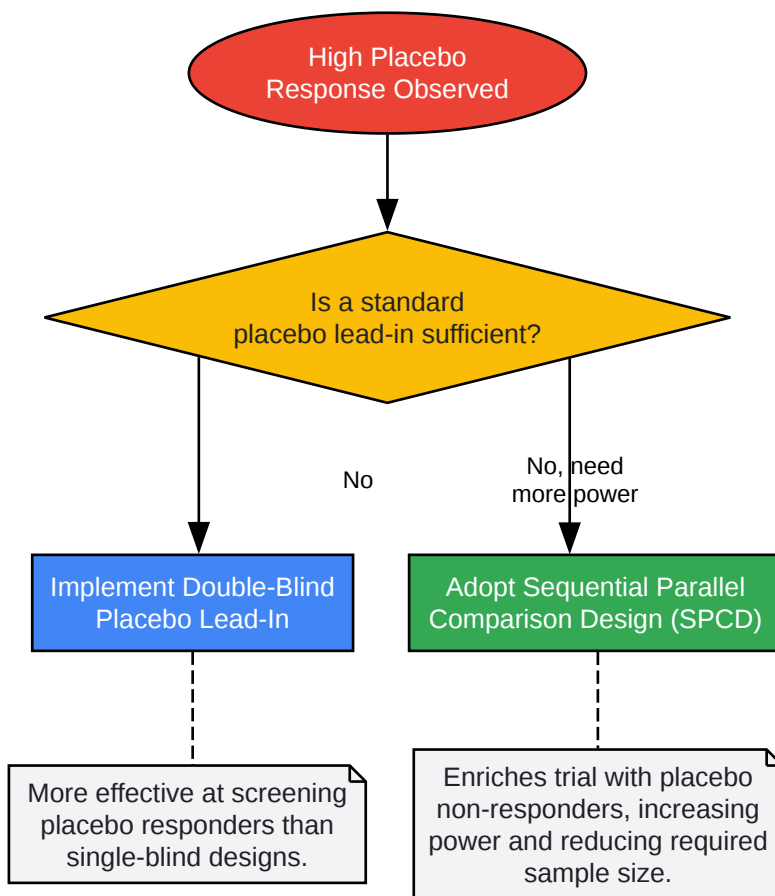 High Placebo
Response Observed
Is a standard
placebo lead-in sufficient?
No
No, need
more power
Implement Double-Blind
Placebo Lead-In
Adopt Sequential Parallel
Comparison Design (SPCD)
More effective at screening
placebo responders than
single-blind designs.
Enriches trial with placebo
non-responders, increasing
power and reducing required
sample size.